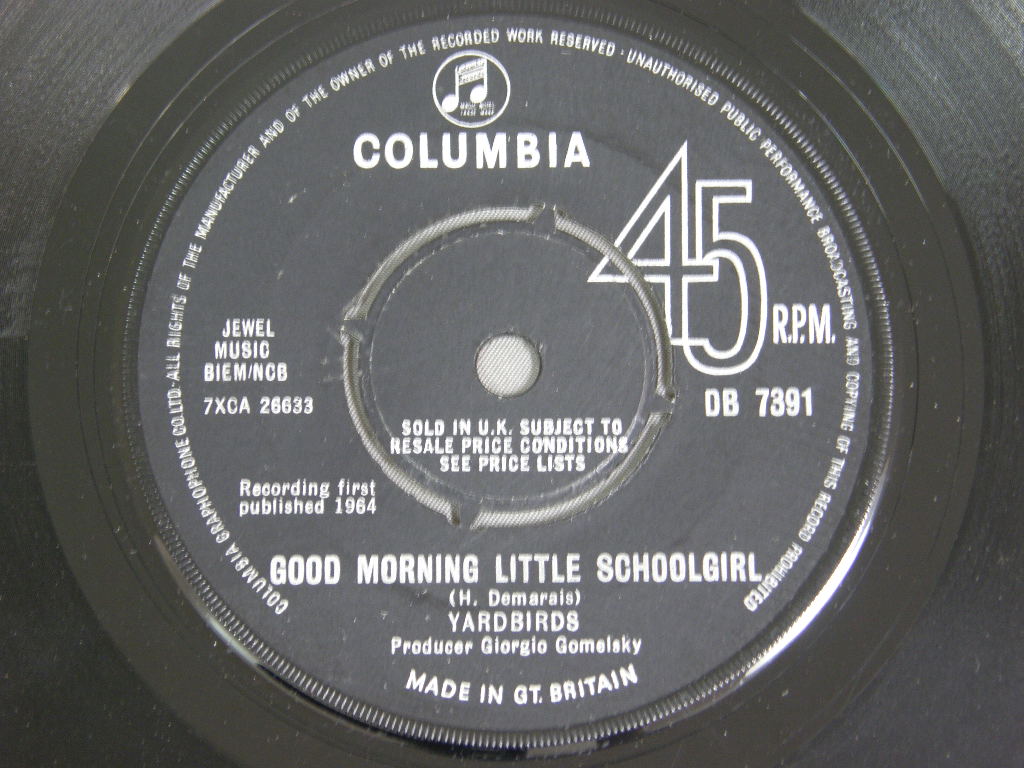 COLUMBIA GRAPHOPHONE CO. LTD. · ALL RIGHTS OF THE MANUFACTURER AND OF THE OWNER OF THE RECORDED WORK RESERVED · UNAUTHORISED PUBLIC PERFORMANCE BROADCASTING AND COPYING OF THIS RECORD PROHIBITED
COLUMBIA
45
R.P.M.
JEWEL
MUSIC
BIEM/NCB
7XCA 26633
DB 7391
SOLD IN U.K. SUBJECT TO
RESALE PRICE CONDITIONS
SEE PRICE LISTS
Recording first
published 1964
GOOD MORNING LITTLE SCHOOLGIRL
(H. Demarais)
YARDBIRDS
Producer Giorgio Gomelsky
MADE IN GT. BRITAIN